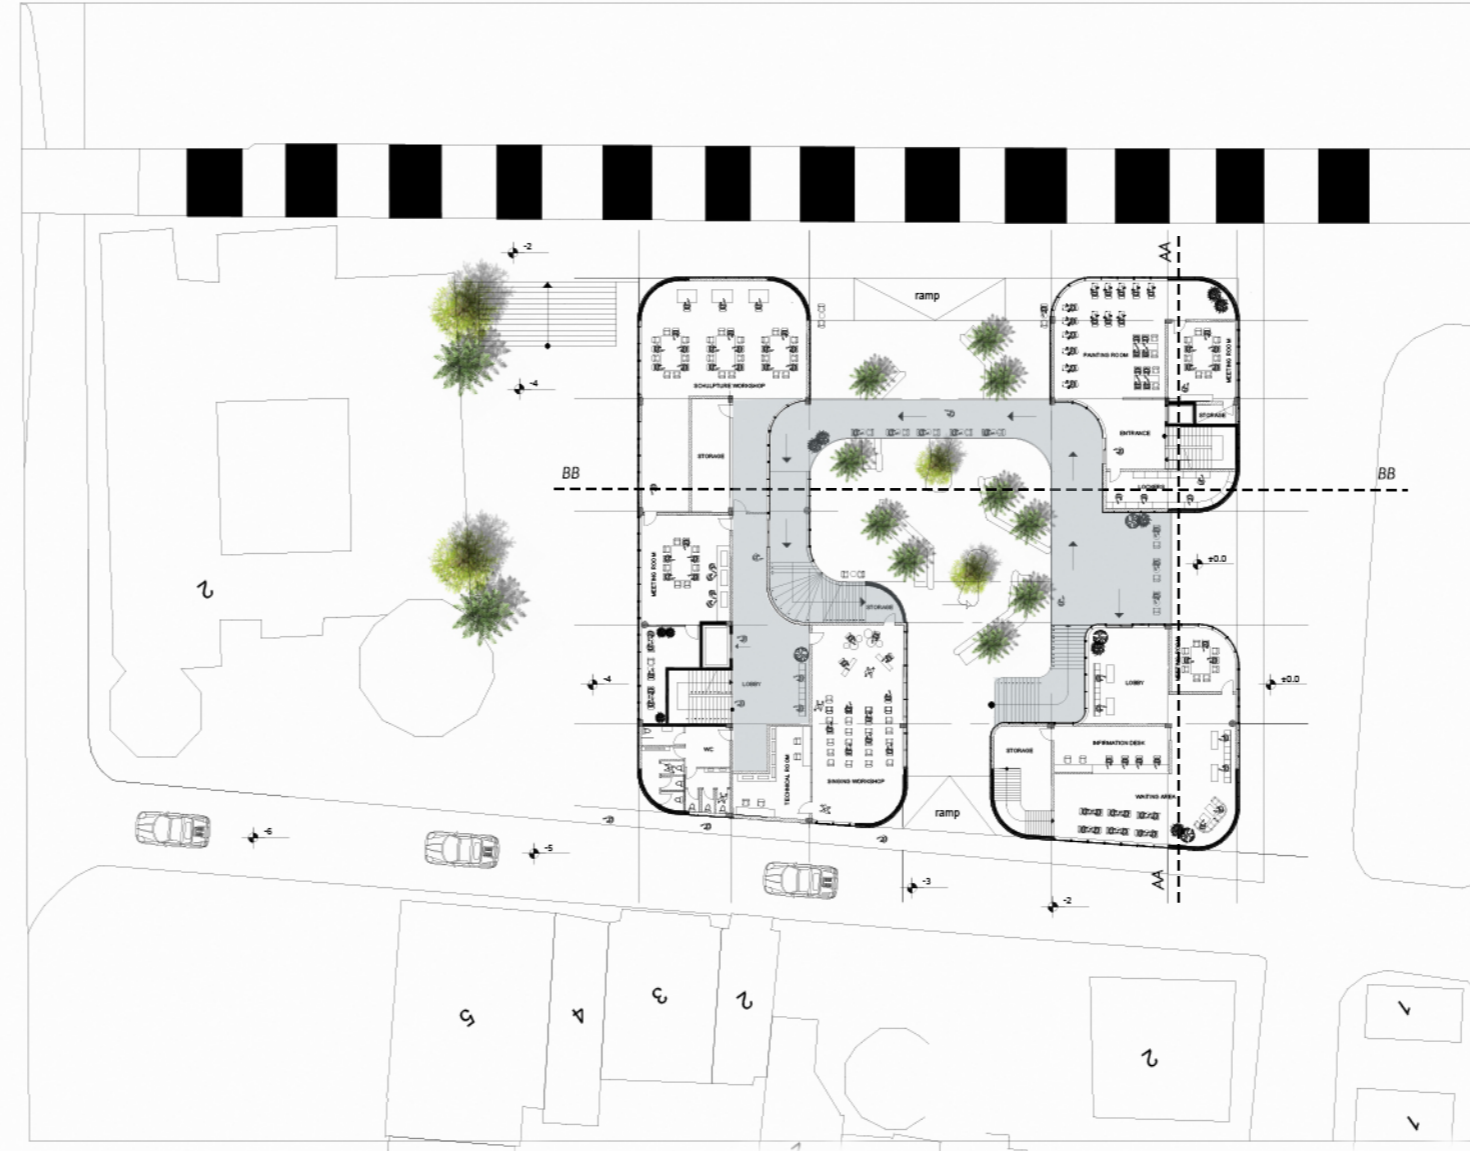 -2
AA
ramp
PAINTING ROOM
MEETING ROOM
-4
SCKULPTURE WORKSHOP
STORAGE
ENTRANCE
STORAGE
BB
BB
LOCKERS
±0.0
2
MEETING ROOM
STORAGE
-4
LOBBY
LOBBY
±0.0
WC
INFIRMATION DESK
STORAGE
TECHNICAL ROOM
SINGING WORKSHOP
WAITING AREA
ramp
-6
-5
-3
AA
-2
5
4
3
2
2
1
1